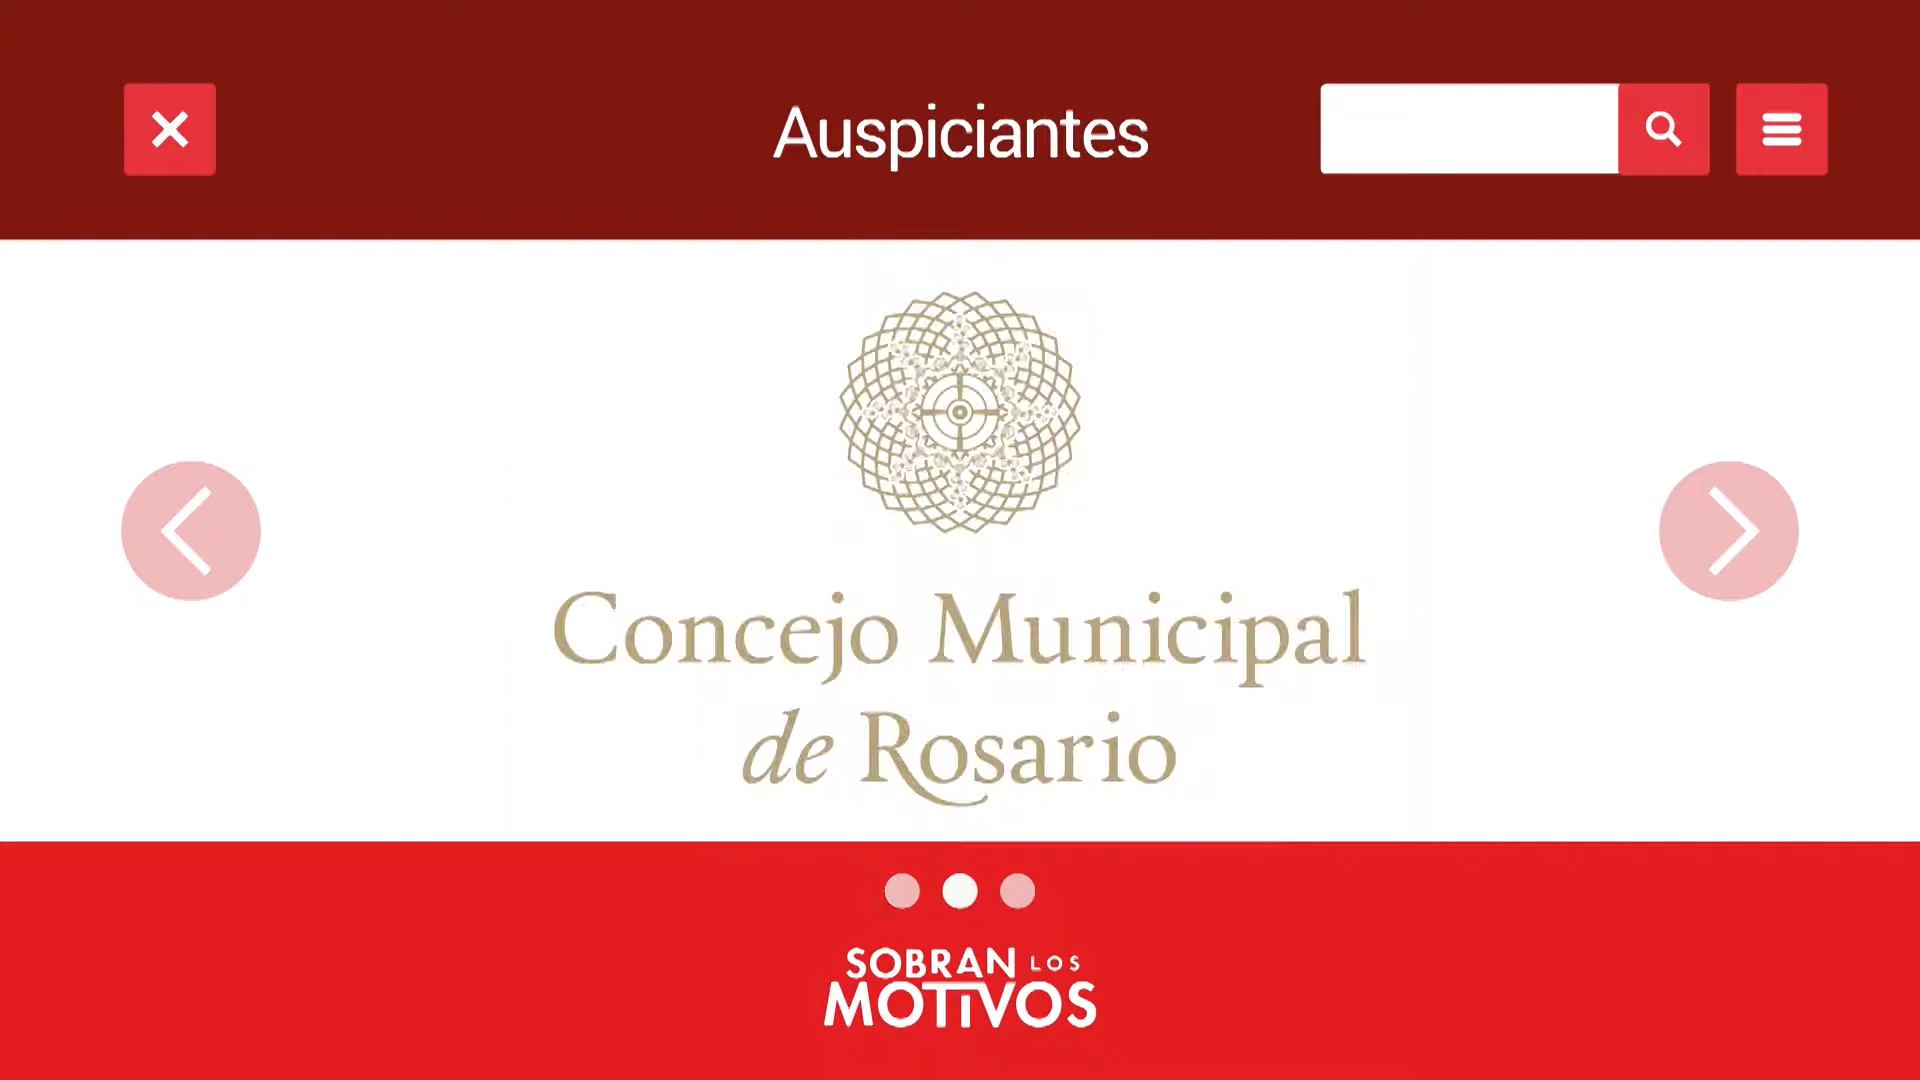 Auspiciantes
Concejo Municipal
de Rosario
SOBRAN LOS
MOTIVOS